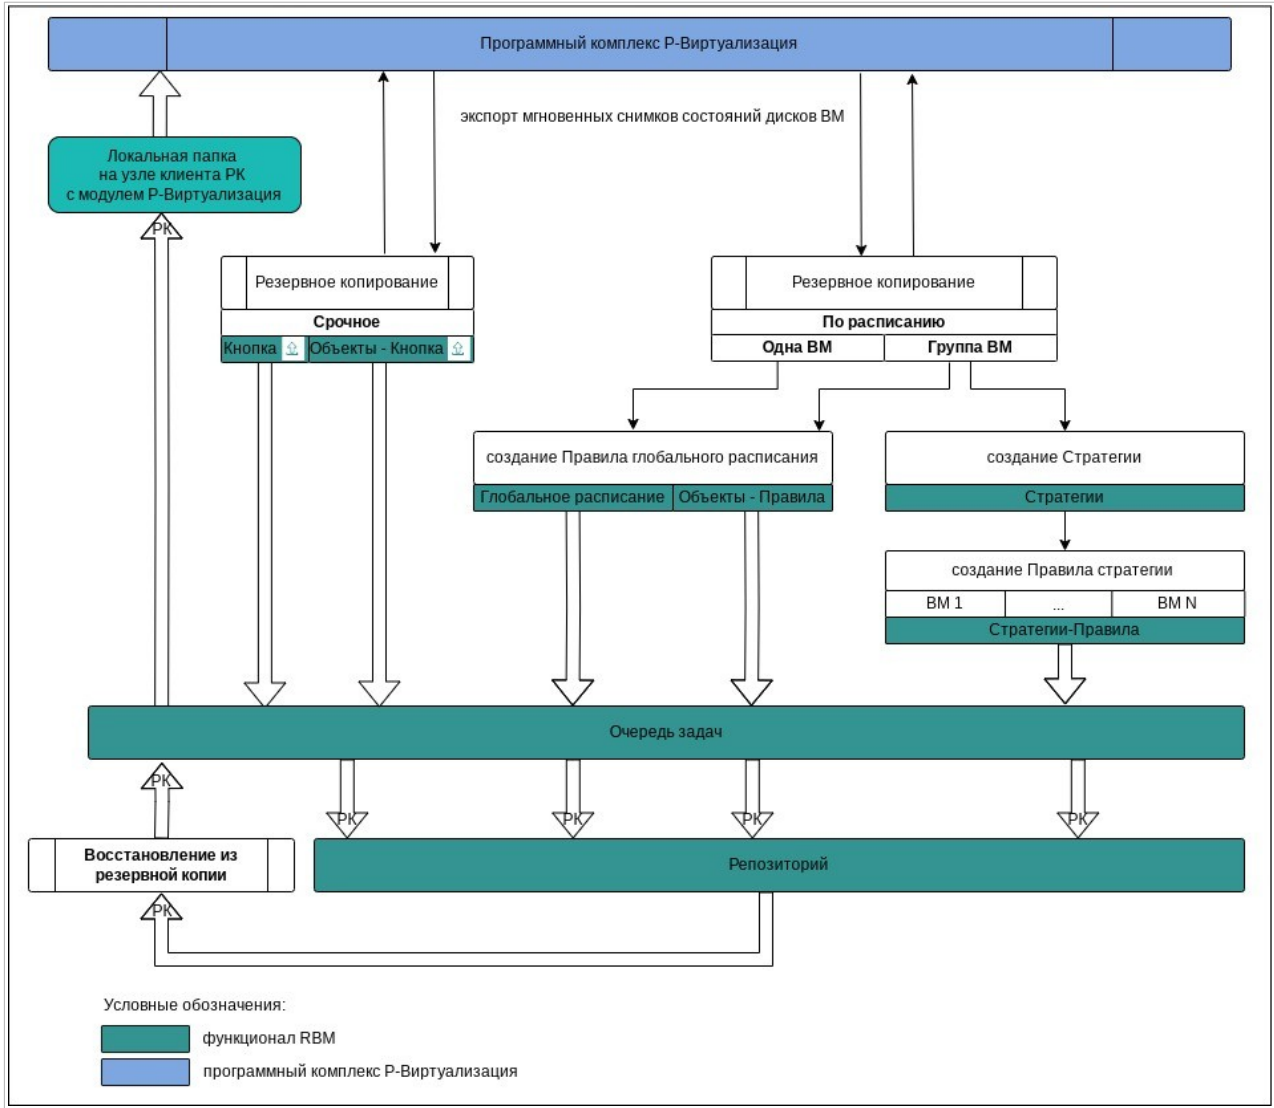 Программный комплекс Р-Виртуализация
экспорт мгновенных снимков состояний дисков ВМ
Локальная папка
на узле клиента РК
с модулем Р-Виртуализация
РК
Резервное копирование
Срочное
Кнопка
Объекты - Кнопка
Резервное копирование
По расписанию
Одна ВМ
Группа ВМ
создание Правила глобального расписания
Глобальное расписание
Объекты - Правила
создание Стратегии
Стратегии
создание Правила стратегии
ВМ 1
...
ВМ N
Стратегии-Правила
Очередь задач
РК
РК
РК
РК
РК
Восстановление из
резервной копии
Репозиторий
РК
Условные обозначения:
функционал RBM
программный комплекс Р-Виртуализация